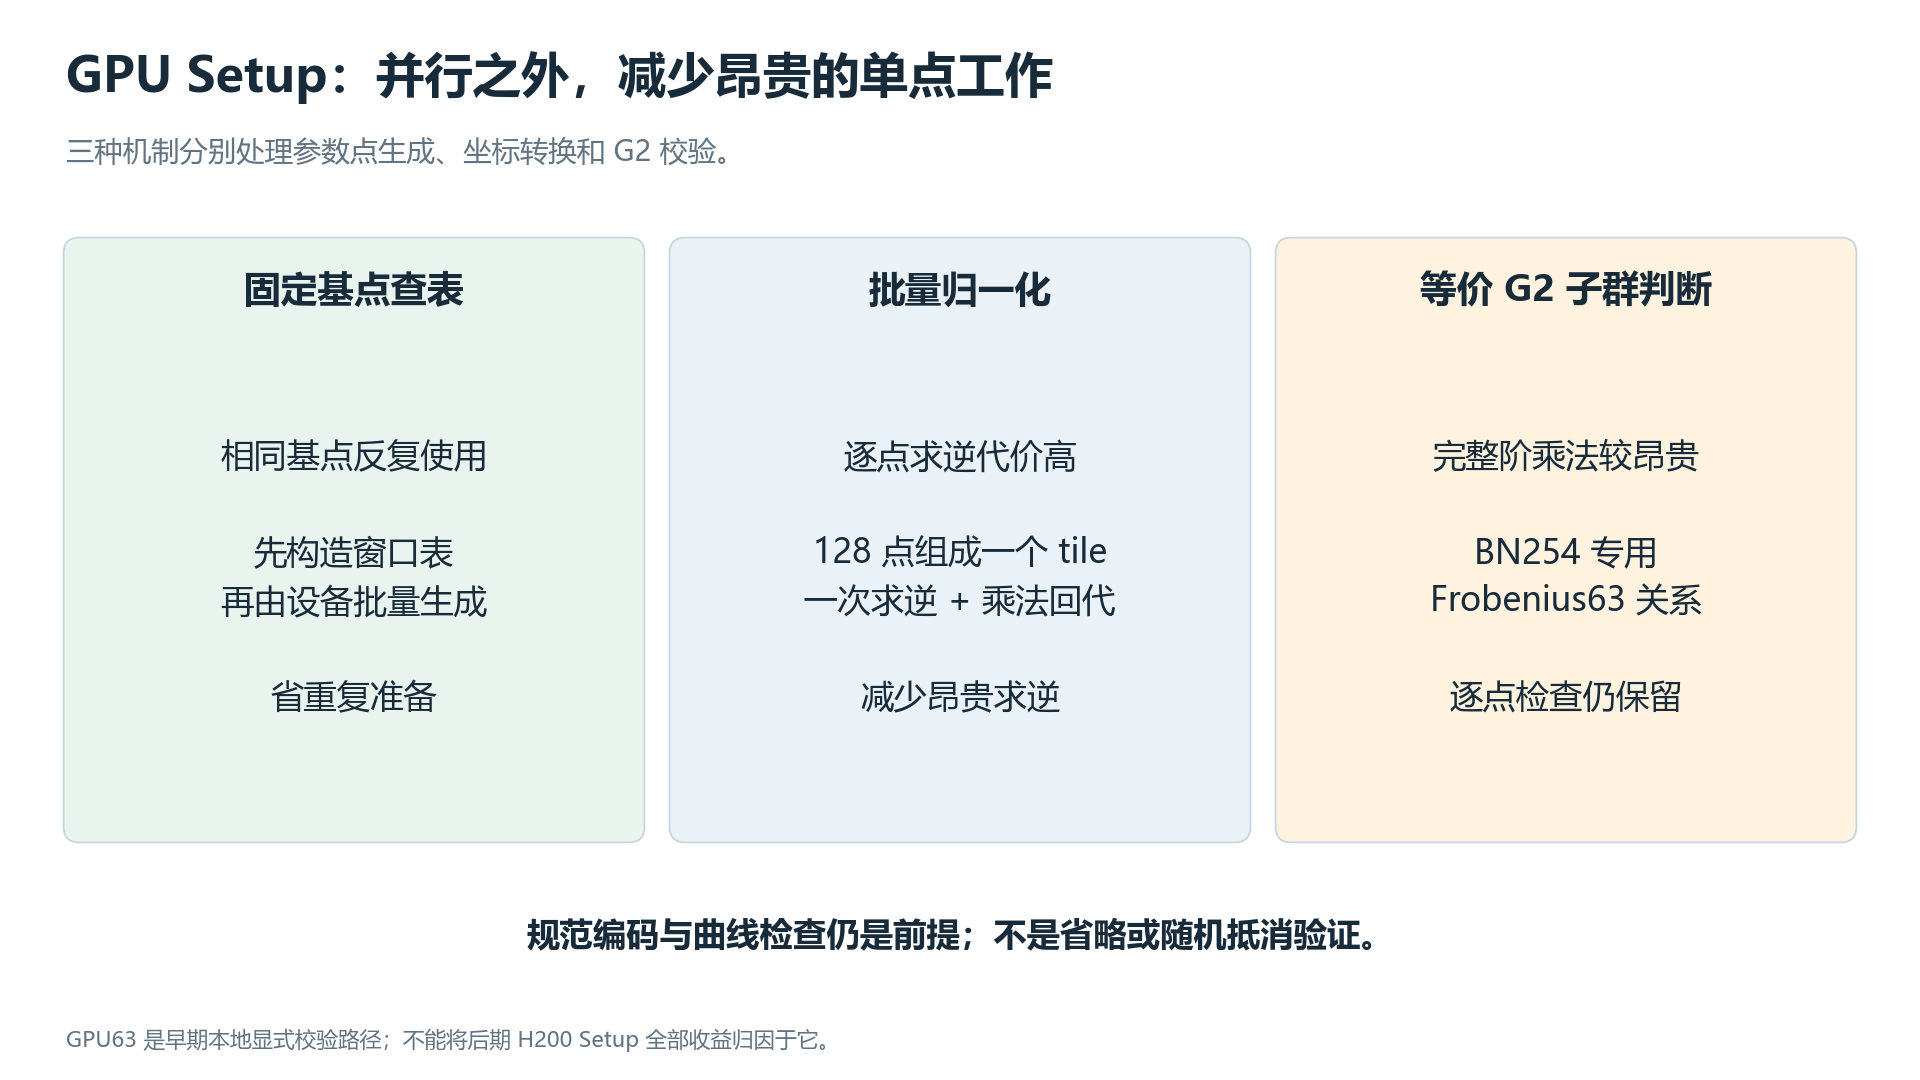 GPU Setup：并行之外，减少昂贵的单点工作
三种机制分别处理参数点生成、坐标转换和 G2 校验。
固定基点查表
相同基点反复使用
先构造窗口表
再由设备批量生成
省重复准备
批量归一化
逐点求逆代价高
128 点组成一个 tile
一次求逆 + 乘法回代
减少昂贵求逆
等价 G2 子群判断
完整阶乘法较昂贵
BN254 专用
Frobenius63 关系
逐点检查仍保留
规范编码与曲线检查仍是前提；不是省略或随机抵消验证。
GPU63 是早期本地显式校验路径；不能将后期 H200 Setup 全部收益归因于它。